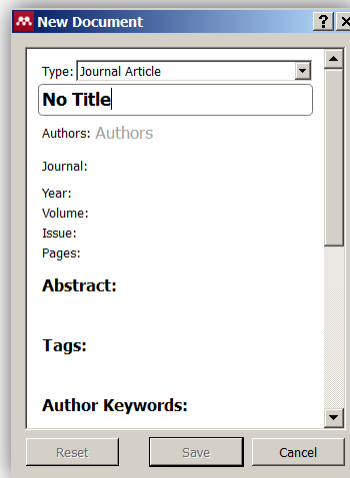 New Document
Type: Journal Article
No Title
Authors: Authors
Journal:
Year:
Volume:
Issue:
Pages:
Abstract:
Tags:
Author Keywords:
Reset Save Cancel